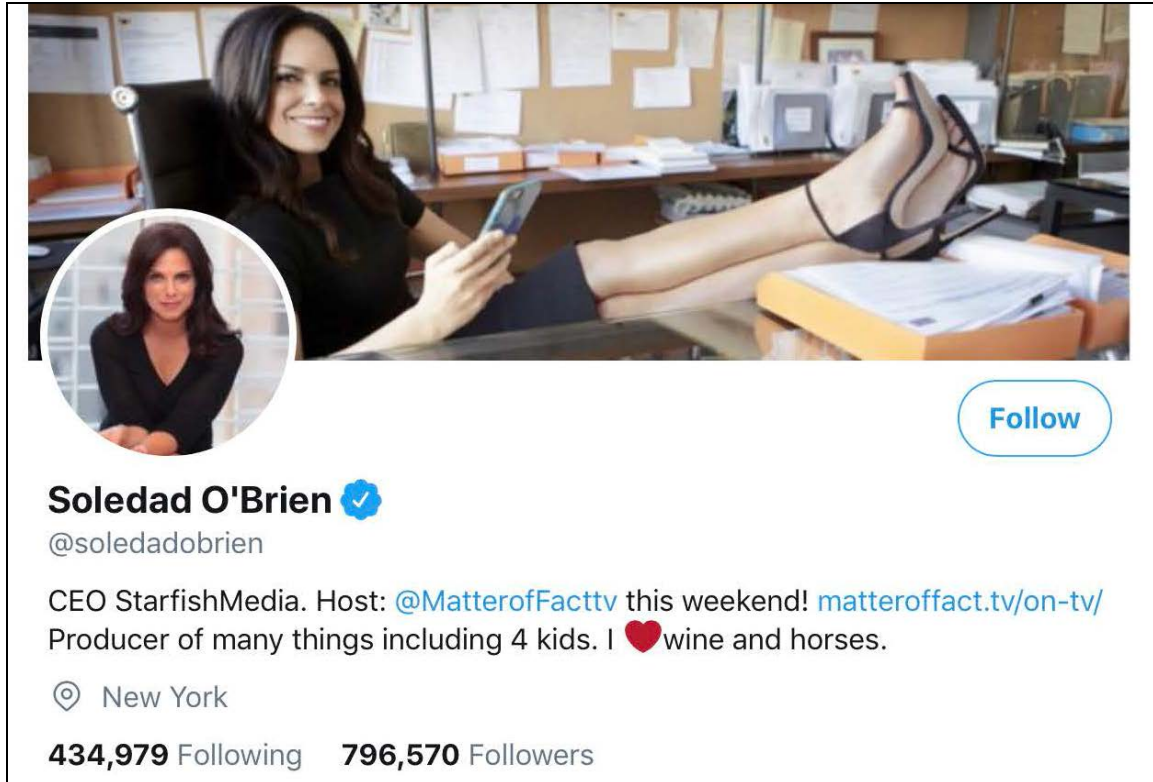 Follow
Soledad O'Brien
@soledadobrien
CEO StarfishMedia. Host: @MatterofFacttv this weekend! matteroffact.tv/on-tv/
Producer of many things including 4 kids. I ❤️wine and horses.
New York
434,979 Following 796,570 Followers